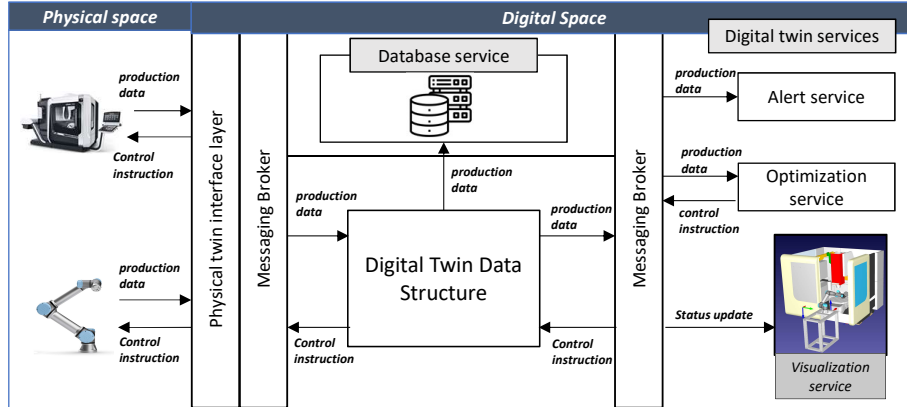 Physical space
Digital Space
Digital twin services
Database service
production
data
Control
instruction
production
data
Control
instruction
Physical twin interface layer
Messaging Broker
production
data
production
data
Digital Twin Data
Structure
production
data
Control
instruction
Control
instruction
Messaging Broker
production
data
Alert service
production
data
Optimization
service
control
instruction
Status update
Visualization
service